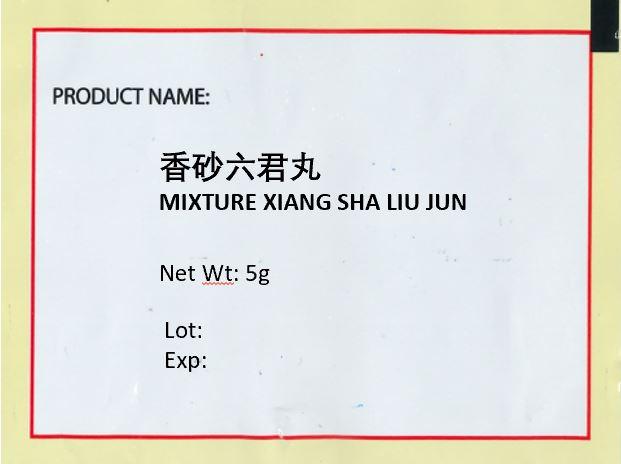 PRODUCT NAME:
香砂六君丸
MIXTURE XIANG SHA LIU JUN
Net Wt: 5g
Lot:
Exp: